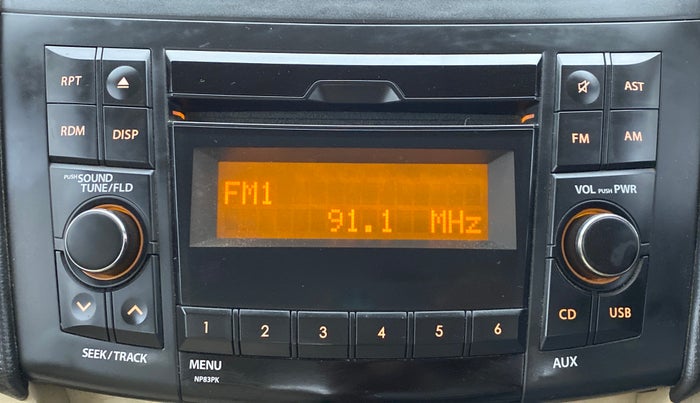 RPT
RDM DISP
PUSH SOUND
TUNE/FLD
SEEK/TRACK
FM1
91.1 MHz
1 2 3 4 5 6
MENU
NP83PK
AST
FM AM
VOL PUSH PWR
CD USB
AUX